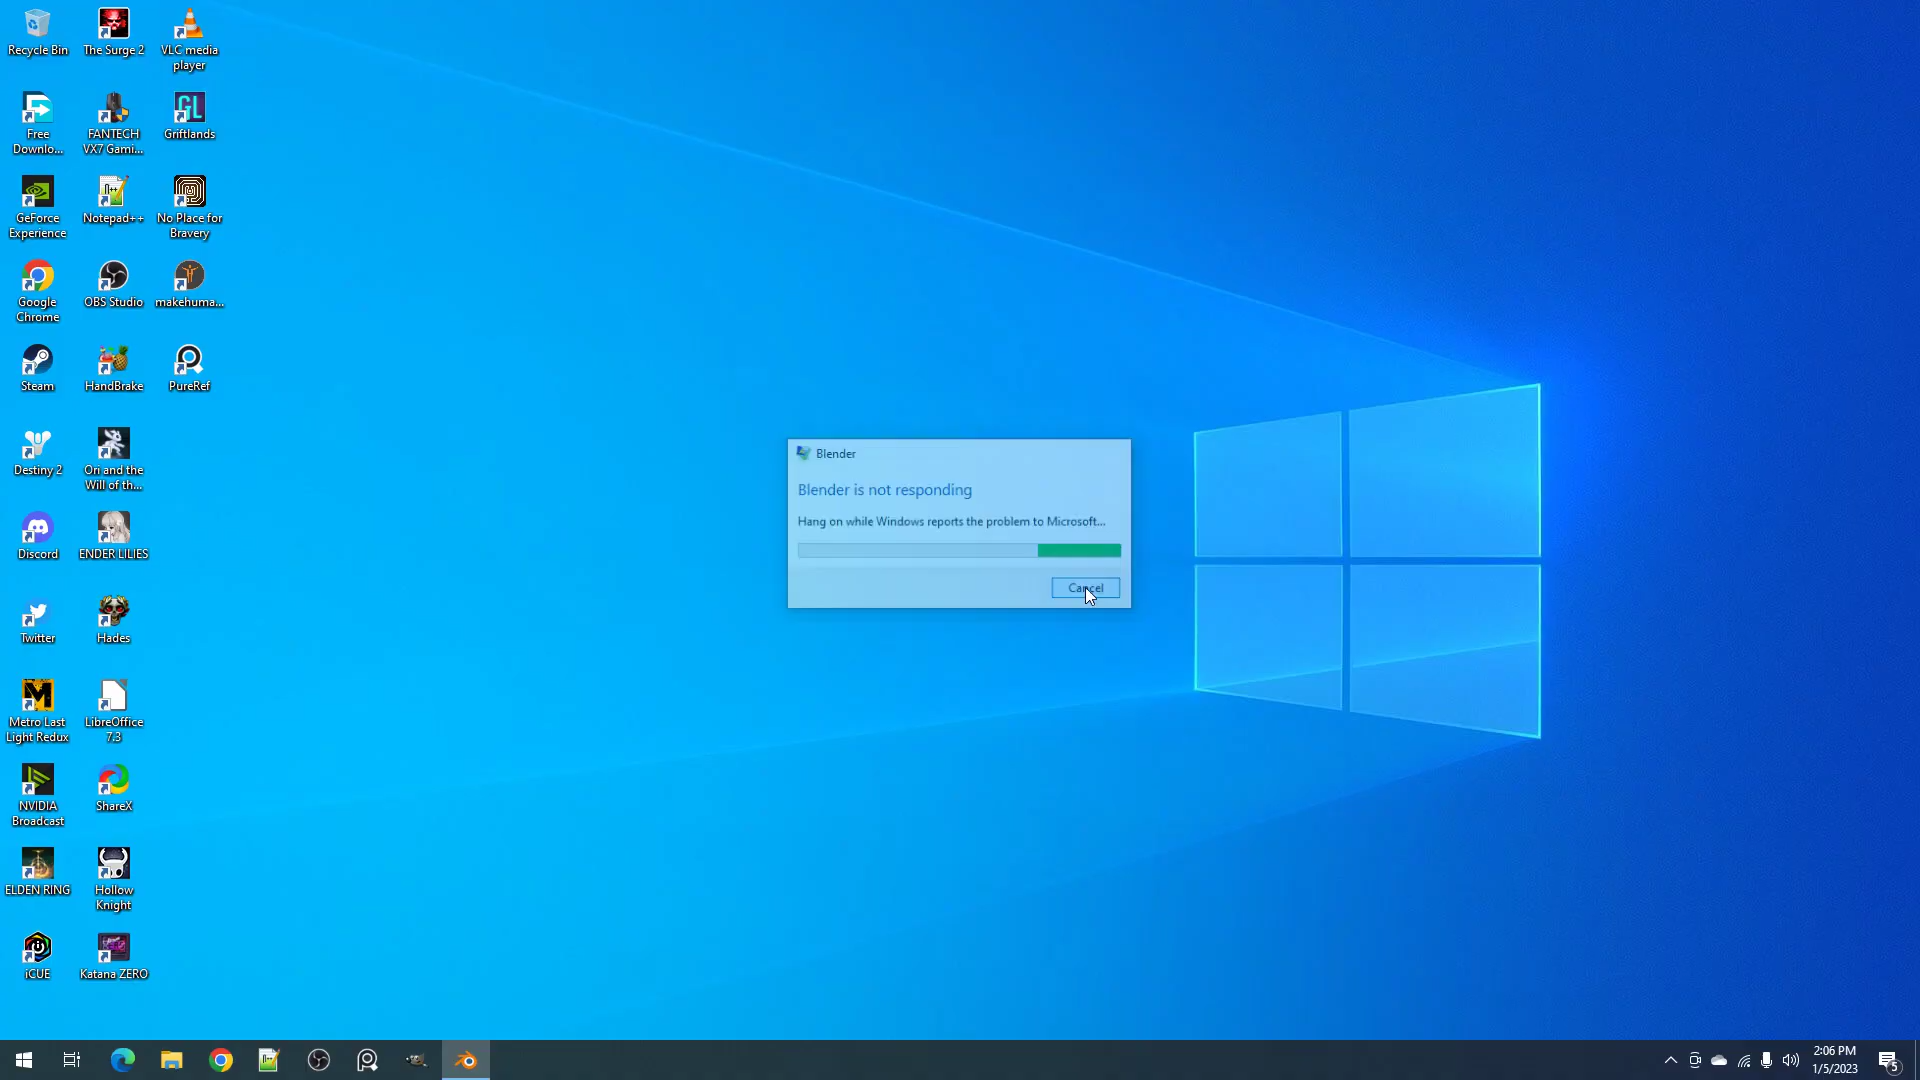 Recycle Bin
The Surge 2
VLC media
player
Free
Downlo...
FANTECH
VX7 Gami...
GL
Griftlands
GeForce
Experience
Notepad++
No Place for
Bravery
Google
Chrome
OBS Studio
makehuma...
Steam
HandBrake
PureRef
Destiny 2
Ori and the
Will of th...
Discord
ENDER LILIES
Twitter
Hades
Metro Last
Light Redux
LibreOffice
7.3
NVIDIA
Broadcast
ShareX
ELDEN RING
Hollow
Knight
iCUE
Katana ZERO
Blender
Blender is not responding
Hang on while Windows reports the problem to Microsoft...
Cancel
2:06 PM
1/5/2023
5